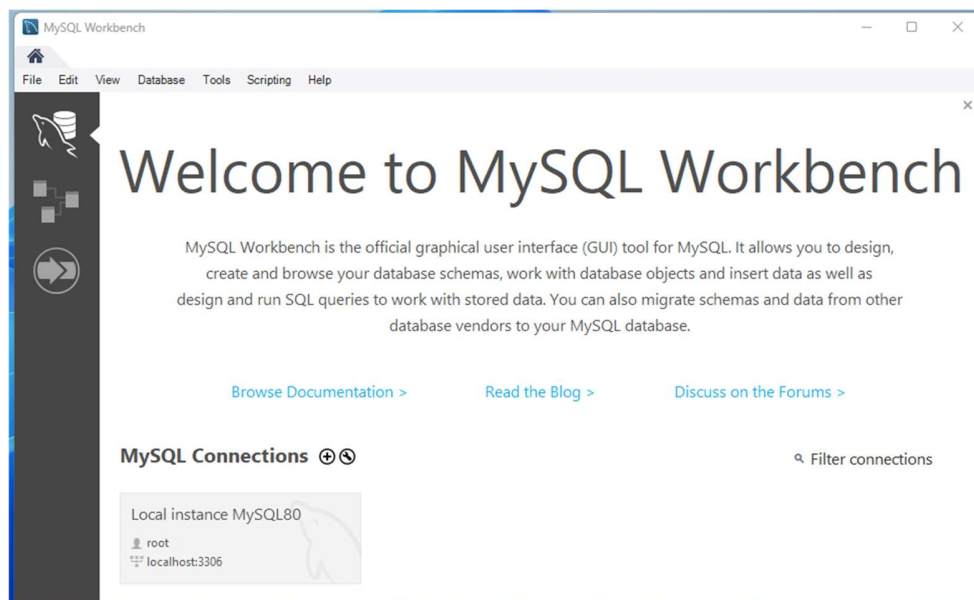 MySQL Workbench
File Edit View Database Tools Scripting Help
Welcome to MySQL Workbench
MySQL Workbench is the official graphical user interface (GUI) tool for MySQL. It allows you to design,
create and browse your database schemas, work with database objects and insert data as well as
design and run SQL queries to work with stored data. You can also migrate schemas and data from other
database vendors to your MySQL database.
Browse Documentation > Read the Blog > Discuss on the Forums >
MySQL Connections Filter connections
Local instance MySQL80
root
localhost:3306